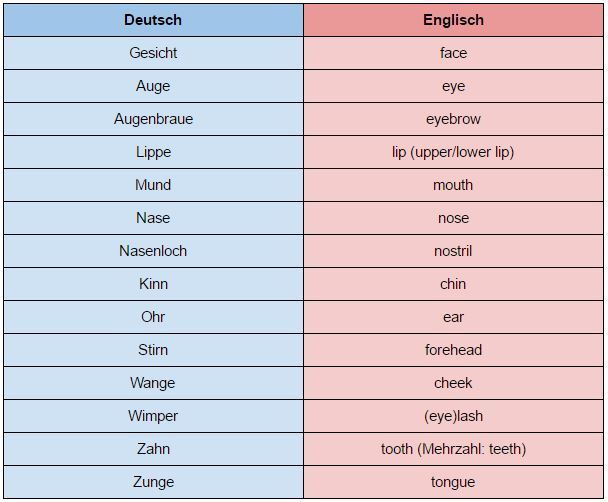 Deutsch Englisch
Gesicht face
Auge eye
Augenbraue eyebrow
Lippe lip (upper/lower lip)
Mund mouth
Nase nose
Nasenloch nostril
Kinn chin
Ohr ear
Stirn forehead
Wange cheek
Wimper (eye)lash
Zahn tooth (Mehrzahl: teeth)
Zunge tongue